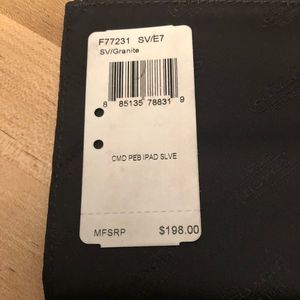 F77231 SV/E7
SV/Granite
8 85135 78831 9
CMD PEB IPAD SLVE
MFSRP $198.00